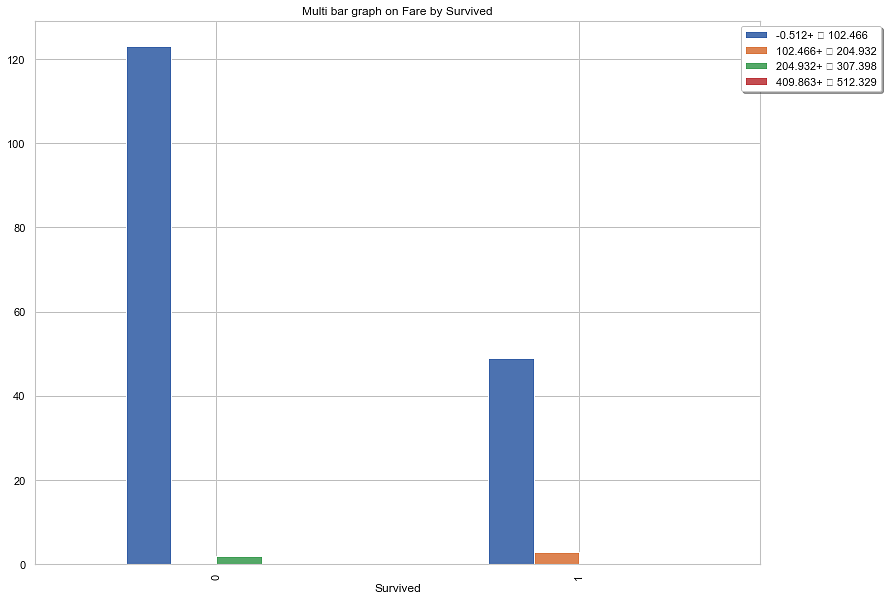 Multi bar graph on Fare by Survived
-0.512+ ▯ 102.466
102.466+ ▯ 204.932
204.932+ ▯ 307.398
409.863+ ▯ 512.329
120
100
80
60
40
20
0
0
1
Survived